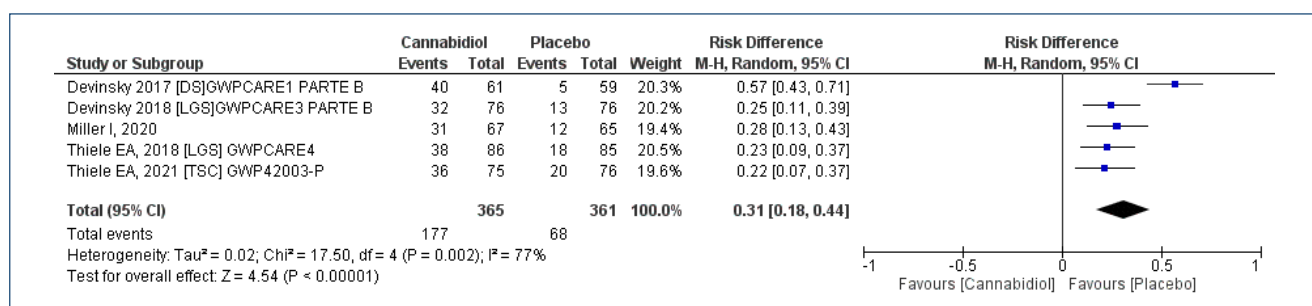 Cannabidiol Placebo Risk Difference Risk Difference
Study or Subgroup Events Total Events Total Weight M-H, Random, 95% CI M-H, Random, 95% CI
Devinsky 2017 [DS]GWPCARE1 PARTE B 40 61 5 59 20.3% 0.57 [0.43, 0.71]
Devinsky 2018 [LGS]GWPCARE3 PARTE B 32 76 13 76 20.2% 0.25 [0.11, 0.39]
Miller I, 2020 31 67 12 65 19.4% 0.28 [0.13, 0.43]
Thiele EA, 2018 [LGS] GWPCARE4 38 86 18 85 20.5% 0.23 [0.09, 0.37]
Thiele EA, 2021 [TSC] GWP42003-P 36 75 20 76 19.6% 0.22 [0.07, 0.37]
Total (95% CI) 365 361 100.0% 0.31 [0.18, 0.44]
Total events 177 68
Heterogeneity: Tau² = 0.02; Chi² = 17.50, df = 4 (P = 0.002); I² = 77%
Test for overall effect: Z = 4.54 (P < 0.00001)
-1 -0.5 0 0.5 1
Favours [Cannabidiol] Favours [Placebo]